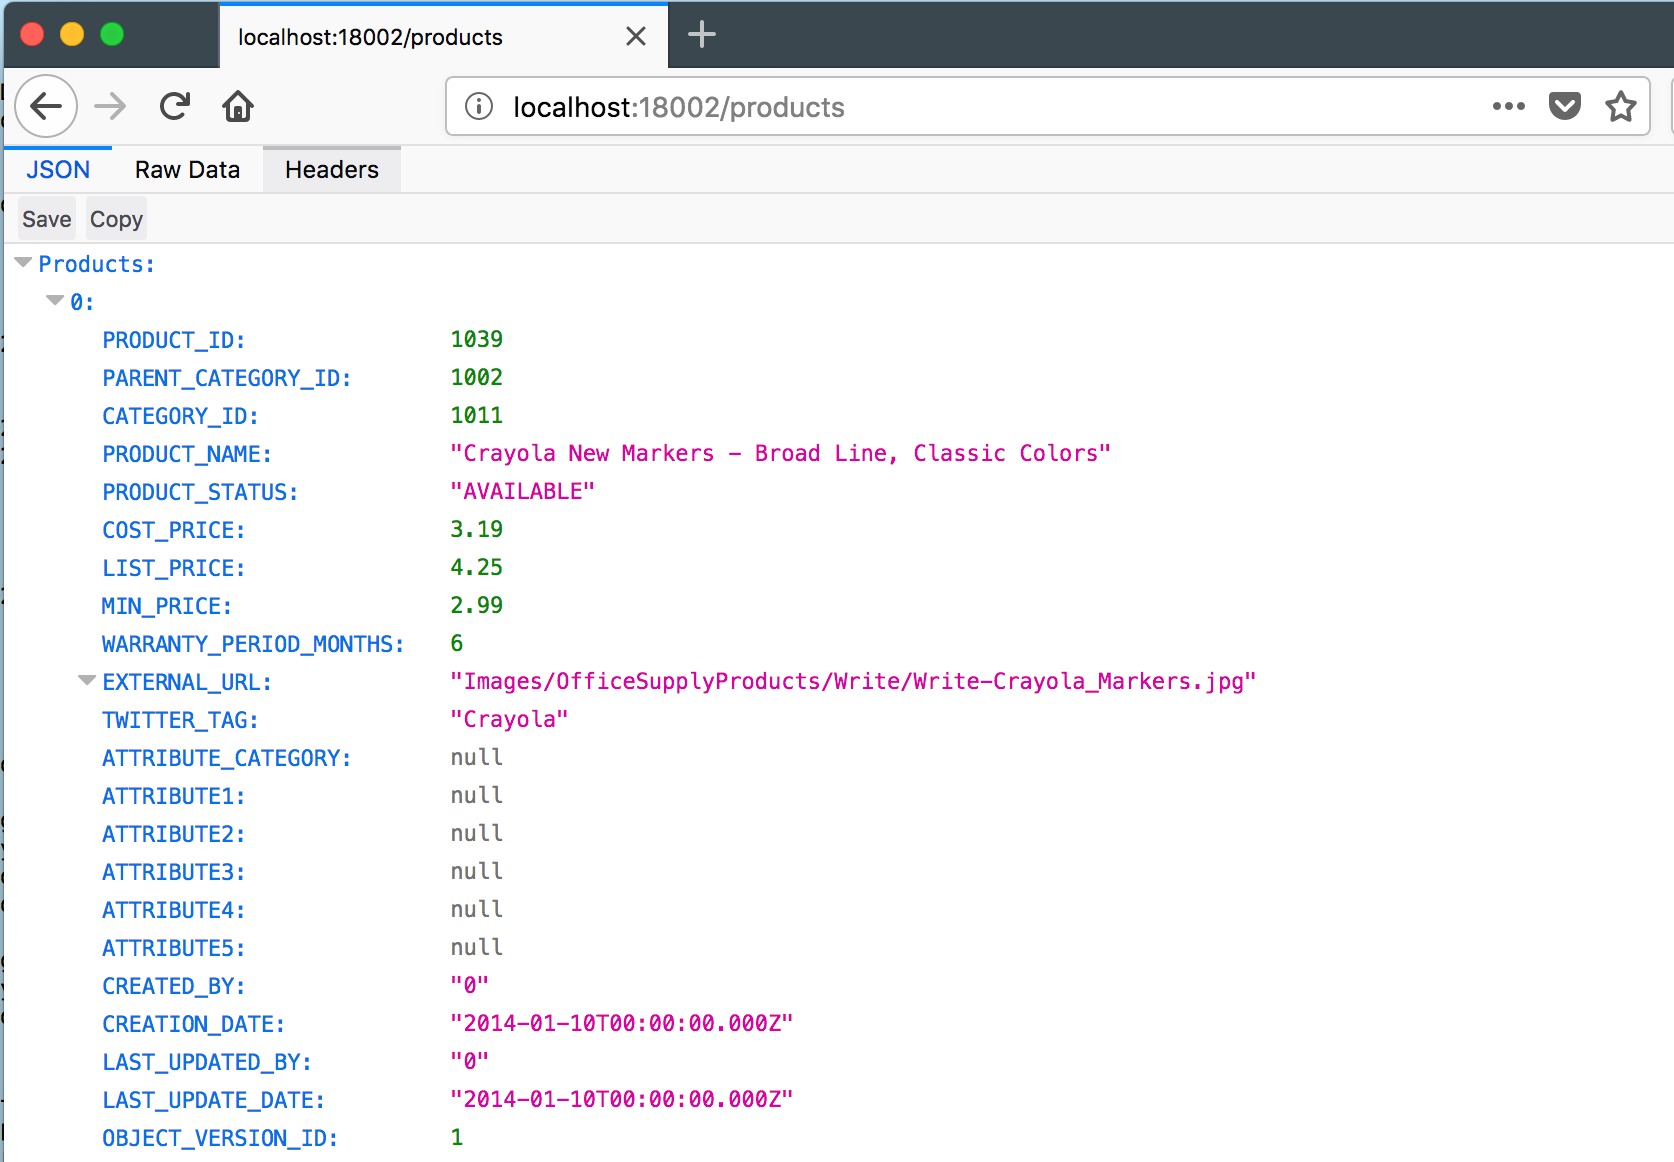 localhost:18002/products
localhost:18002/products
JSON Raw Data Headers
Save Copy
Products:
0:
PRODUCT_ID: 1039
PARENT_CATEGORY_ID: 1002
CATEGORY_ID: 1011
PRODUCT_NAME: "Crayola New Markers - Broad Line, Classic Colors"
PRODUCT_STATUS: "AVAILABLE"
COST_PRICE: 3.19
LIST_PRICE: 4.25
MIN_PRICE: 2.99
WARRANTY_PERIOD_MONTHS: 6
EXTERNAL_URL: "Images/OfficeSupplyProducts/Write/Write-Crayola_Markers.jpg"
TWITTER_TAG: "Crayola"
ATTRIBUTE_CATEGORY: null
ATTRIBUTE1: null
ATTRIBUTE2: null
ATTRIBUTE3: null
ATTRIBUTE4: null
ATTRIBUTE5: null
CREATED_BY: "0"
CREATION_DATE: "2014-01-10T00:00:00.000Z"
LAST_UPDATED_BY: "0"
LAST_UPDATE_DATE: "2014-01-10T00:00:00.000Z"
OBJECT_VERSION_ID: 1